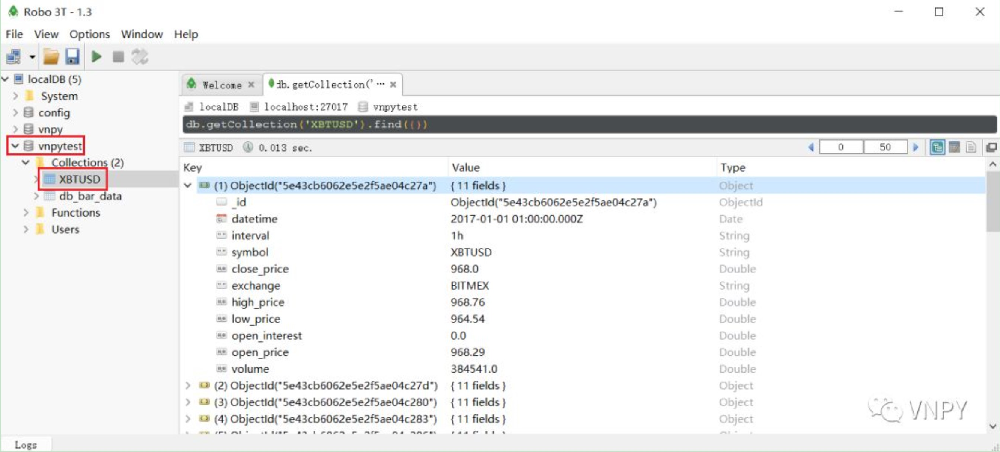 Robo 3T - 1.3
File View Options Window Help
localDB (5)
System
config
vnpy
vnpytest
Collections (2)
XBTUSD
db_bar_data
Functions
Users
Welcome
db.getCollection(' ...
localDB localhost:27017 vnpytest
db.getCollection('XBTUSD').find({})
XBTUSD 0.013 sec. 0 50
Key Value Type
(1) ObjectId("5e43cb6062e5e2f5ae04c27a") { 11 fields } Object
_id ObjectId("5e43cb6062e5e2f5ae04c27a") ObjectId
datetime 2017-01-01 01:00:00.000Z Date
interval 1h String
symbol XBTUSD String
close_price 968.0 Double
exchange BITMEX String
high_price 968.76 Double
low_price 964.54 Double
open_interest 0.0 Double
open_price 968.29 Double
volume 384541.0 Double
(2) ObjectId("5e43cb6062e5e2f5ae04c27d") { 11 fields } Object
(3) ObjectId("5e43cb6062e5e2f5ae04c280") { 11 fields } Object
(4) ObjectId("5e43cb6062e5e2f5ae04c283") { 11 fields } Object
VNPY
Logs